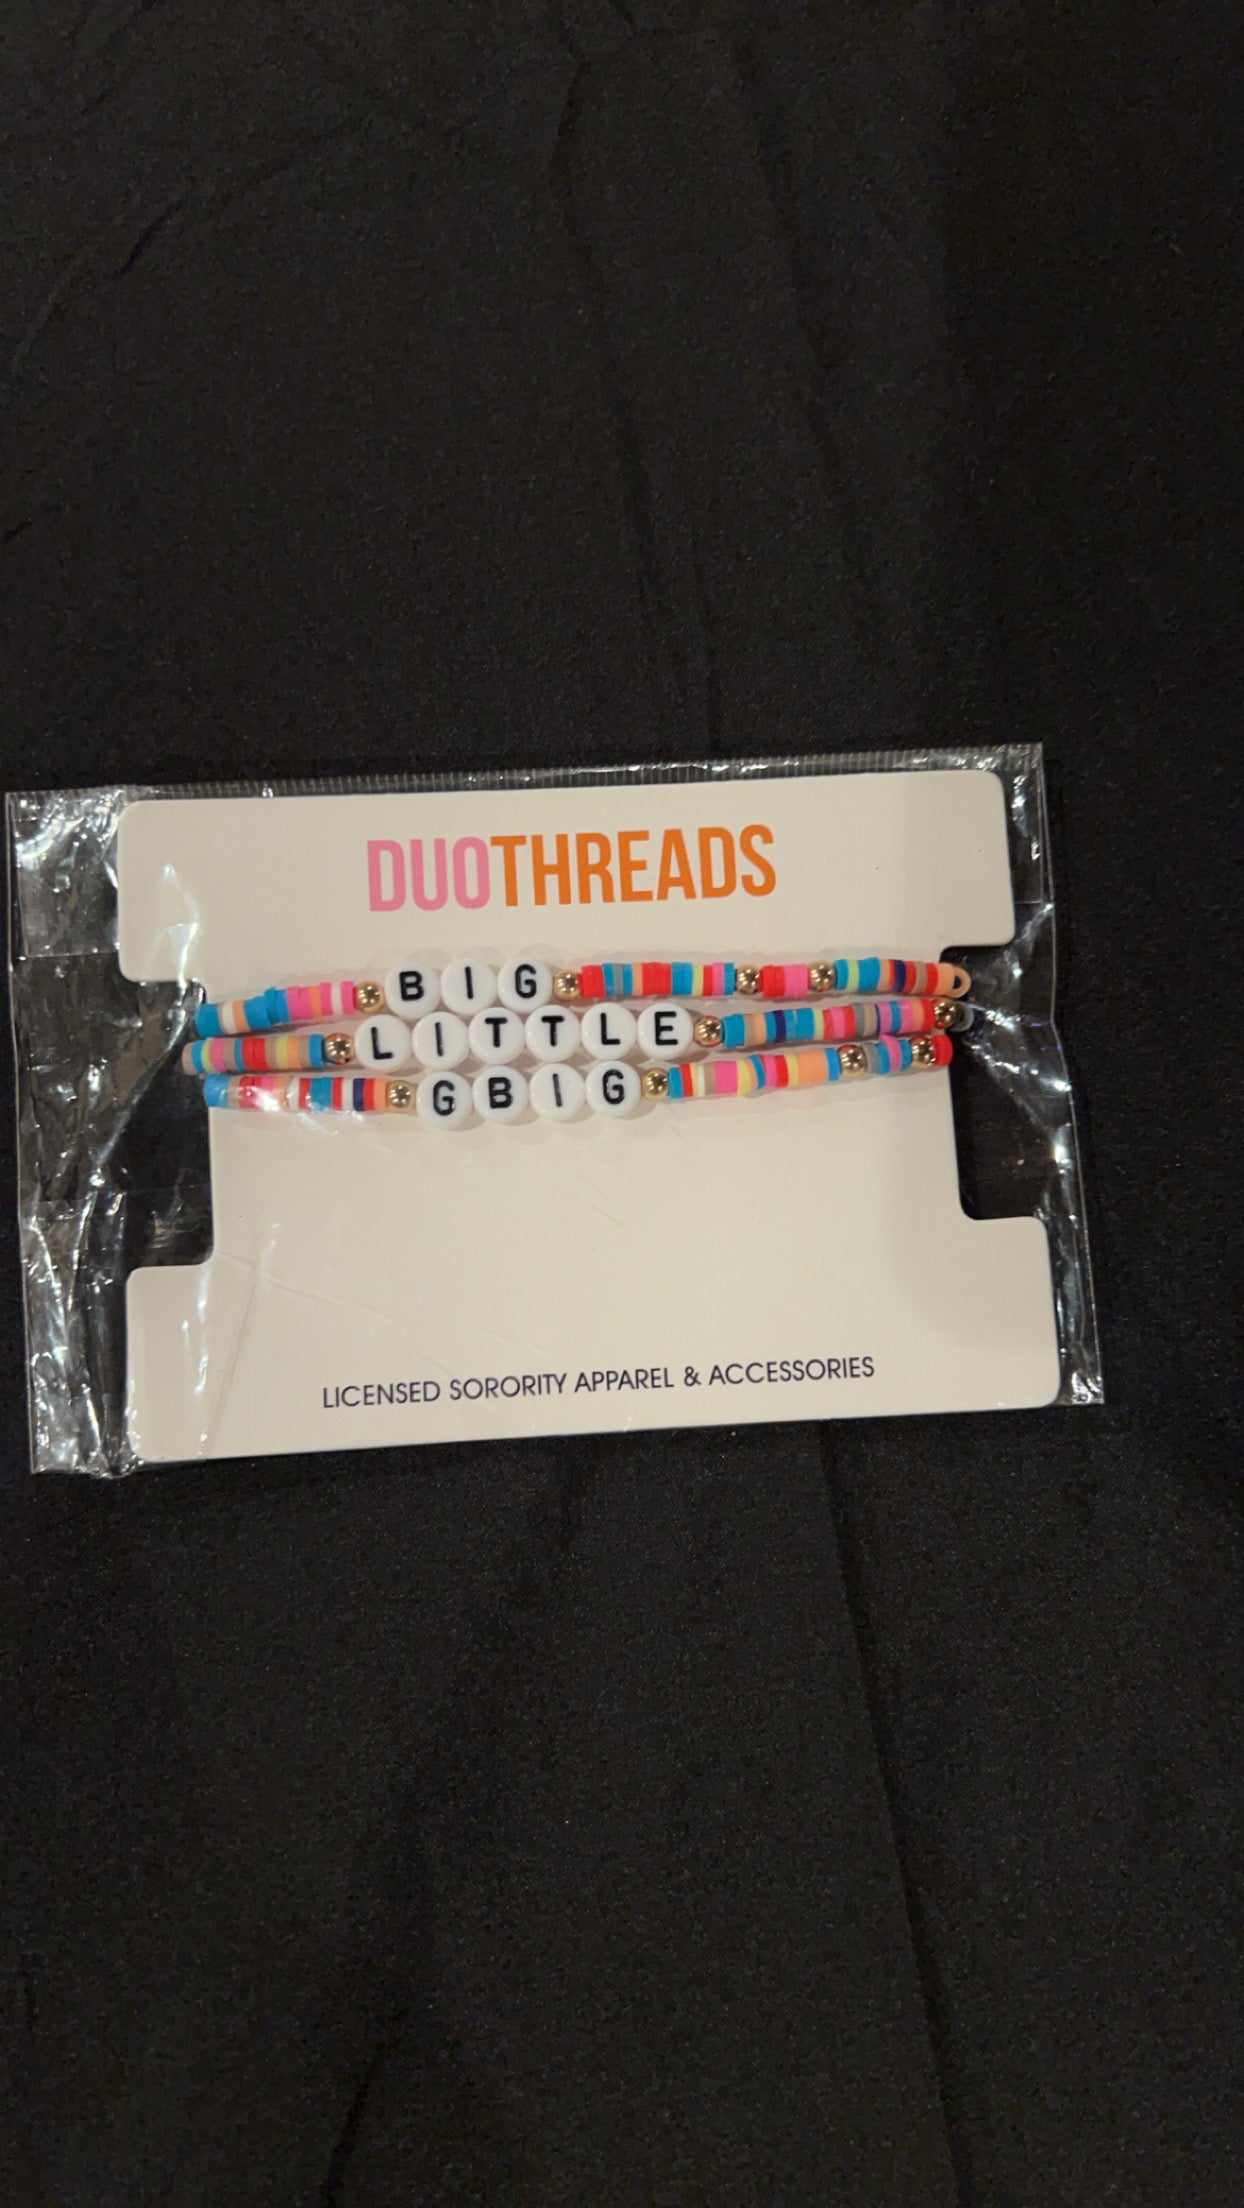 DUOTHREADS
BIG
LITTLE
GBIG
LICENSED SORORITY APPAREL & ACCESSORIES